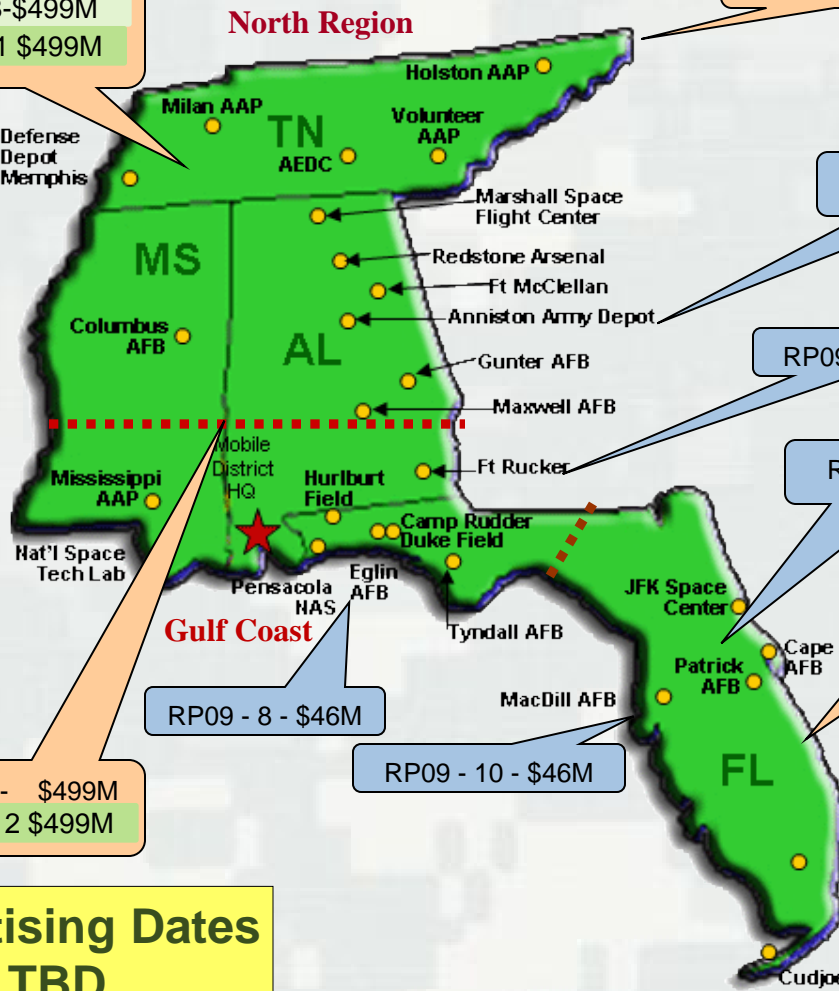 -$499M
1 $499M
North Region
Holston AAP
Milan AAP
Volunteer
AAP
TN
AEDC
Defense
Depot
Memphis
Marshall Space
Flight Center
MS
Redstone Arsenal
Ft McClellan
Anniston Army Depot
Columbus
AFB
AL
Gunter AFB
RP09
Maxwell AFB
Mobile
District
HQ
Ft Rucker
R
Mississippi
AAP
Hurlburt
Field
Camp Rudder
Duke Field
Nat'l Space
Tech Lab
Pensacola
NAS
Eglin
AFB
JFK Space
Center
Gulf Coast
Tyndall AFB
Cape
AFB
Patrick
AFB
MacDill AFB
RP09 - 8 - $46M
RP09 - 10 - $46M
FL
- $499M
2 $499M
tising Dates
TBD
Cudjoe